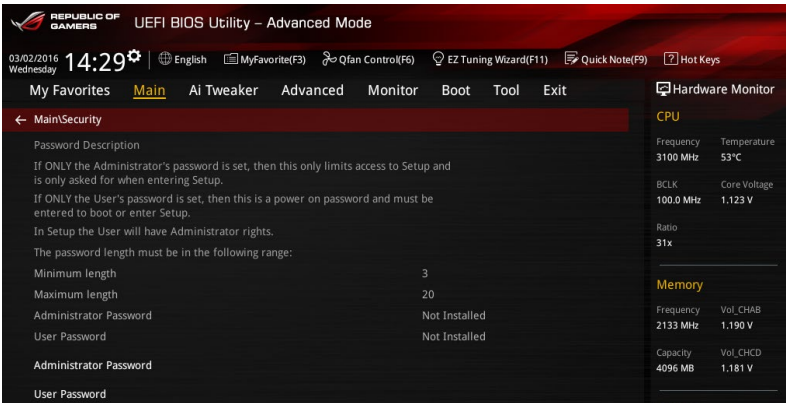 REPUBLIC OF
GAMERS
UEFI BIOS Utility – Advanced Mode
03/02/2016
Wednesday
14:29
English
MyFavorite(F3)
Qfan Control(F6)
EZ Tuning Wizard(F11)
Quick Note(F9)
? Hot Keys
My Favorites Main Ai Tweaker Advanced Monitor Boot Tool Exit
Hardware Monitor
← Main\Security
Password Description
If ONLY the Administrator's password is set, then this only limits access to Setup and
is only asked for when entering Setup.
If ONLY the User's password is set, then this is a power on password and must be
entered to boot or enter Setup.
In Setup the User will have Administrator rights.
The password length must be in the following range:
Minimum length 3
Maximum length 20
Administrator Password Not Installed
User Password Not Installed
Administrator Password
User Password
CPU
Frequency Temperature
3100 MHz 53°C
BCLK Core Voltage
100.0 MHz 1.123 V
Ratio
31x
Memory
Frequency Vol_CHAB
2133 MHz 1.190 V
Capacity Vol_CHCD
4096 MB 1.181 V